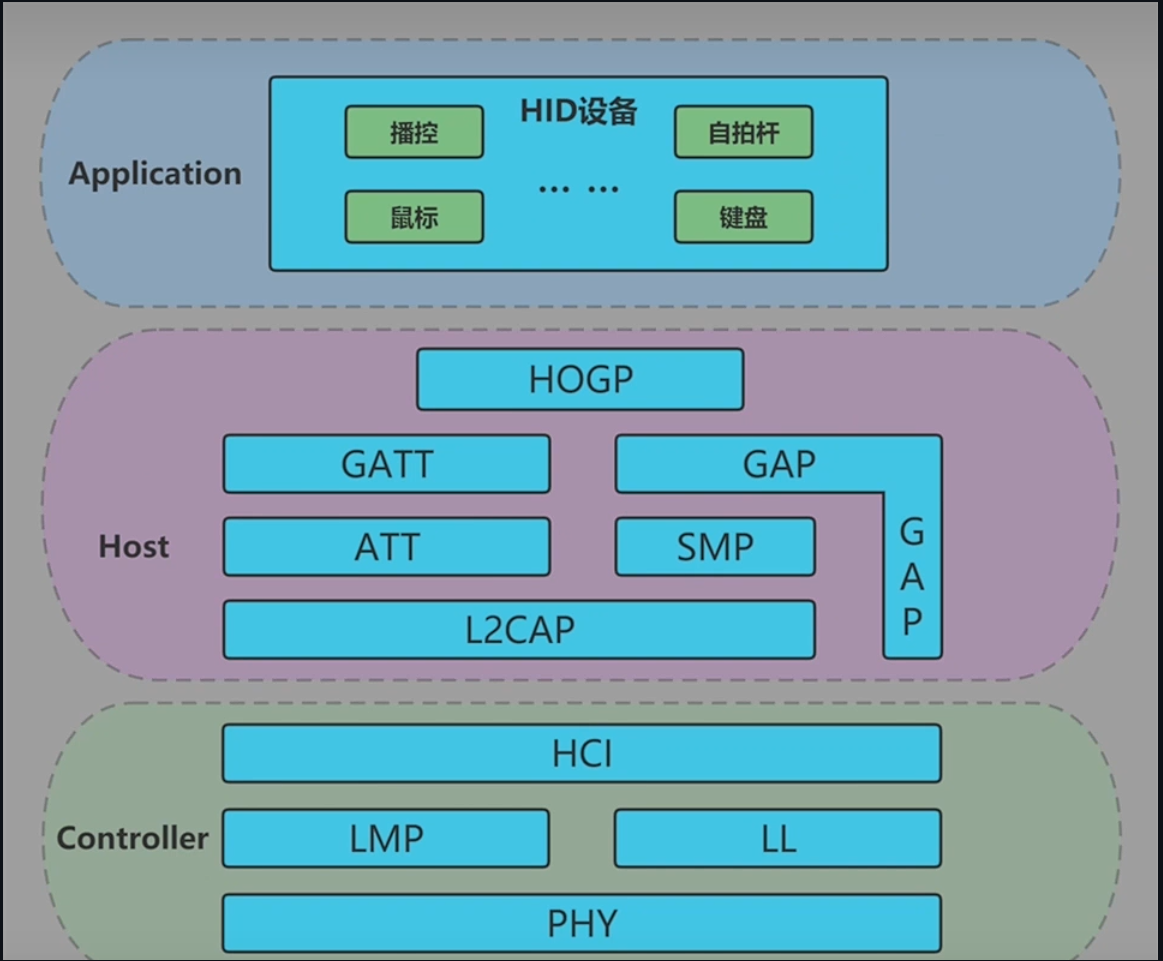 HID设备
播控
自拍杆
Application
... ...
鼠标
键盘
HOGP
GATT
GAP
Host
ATT
SMP
GAP
L2CAP
HCI
Controller
LMP
LL
PHY